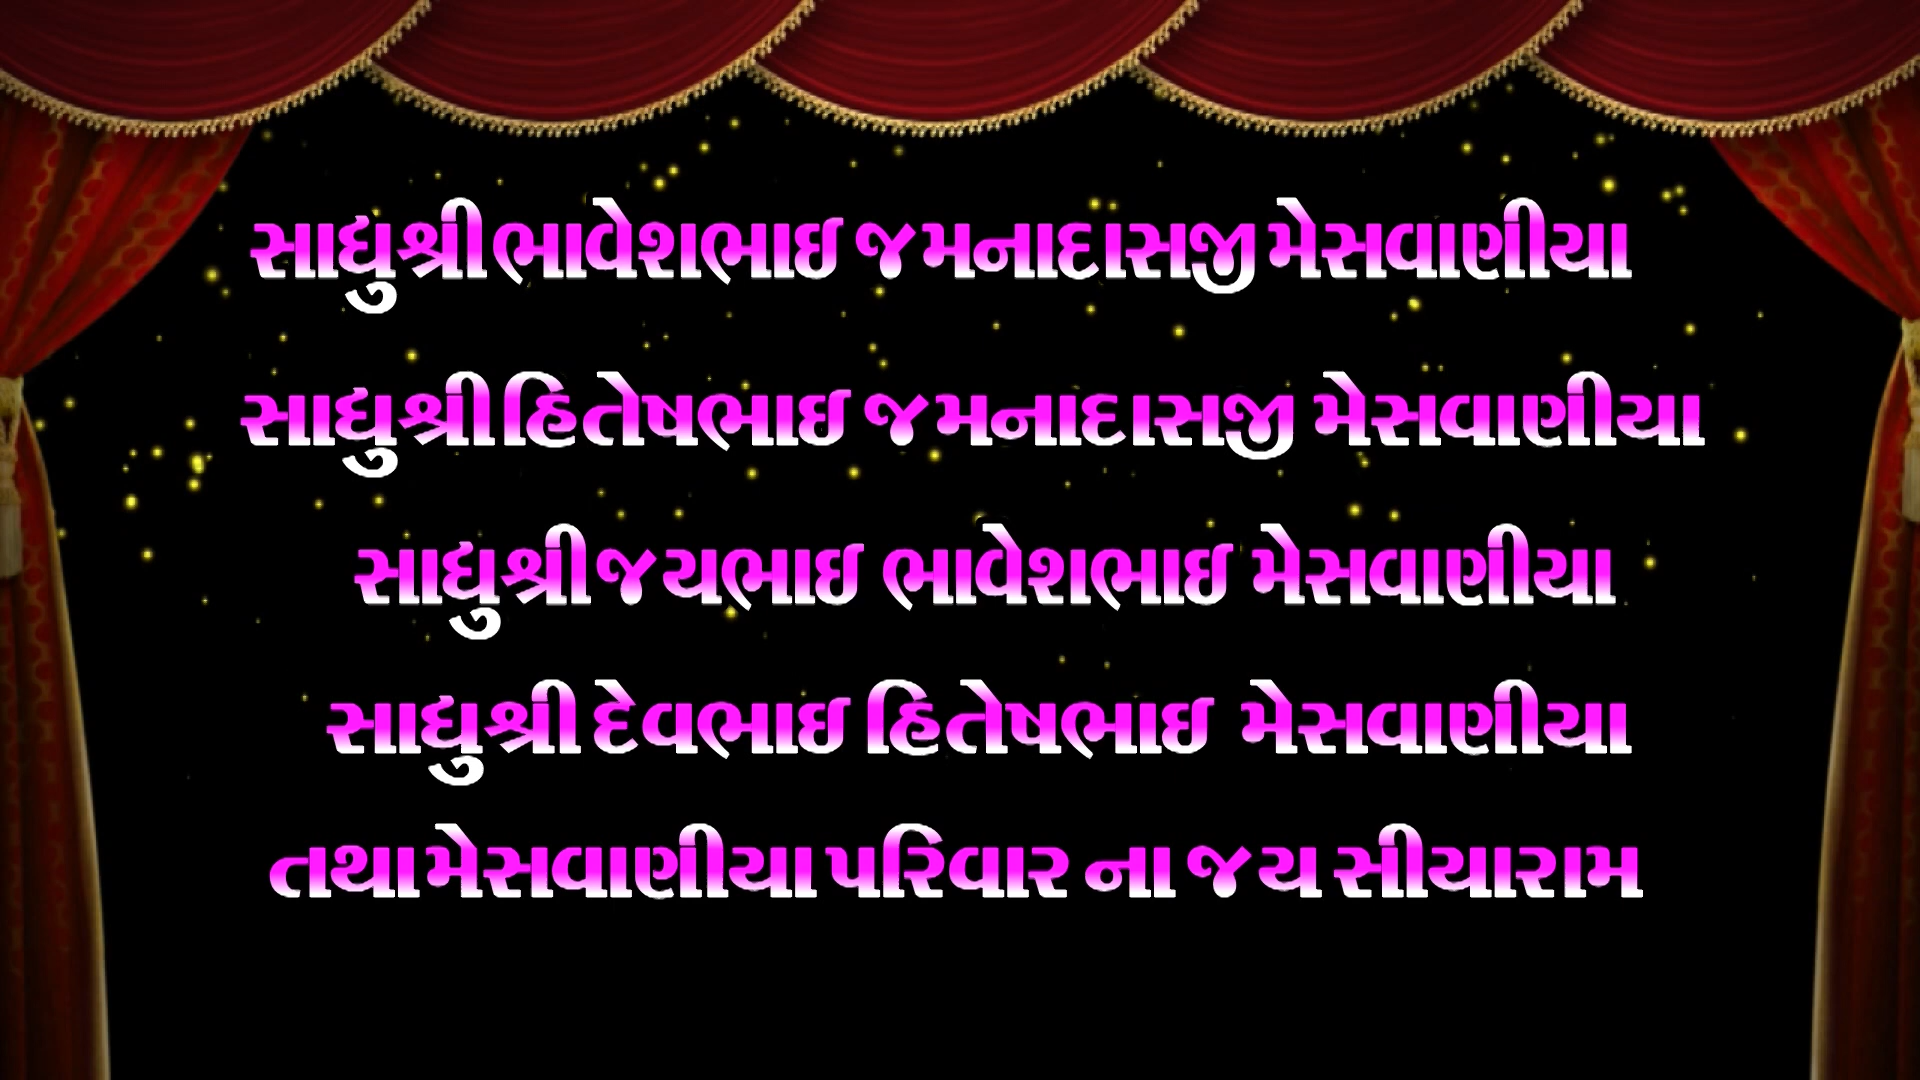 સાધુશ્રી ભાવેશભાઇ જમનાદાસજી મેસવાણીયા
સાધુશ્રી હિતેષભાઇ જમનાદાસજી મેસવાણીયા
સાધુશ્રી જયભાઇ ભાવેશભાઇ મેસવાણીયા
સાધુશ્રી દેવભાઇ હિતેષભાઇ મેસવાણીયા
તથા મેસવાણીયા પરિવાર ના જય સીયારામ